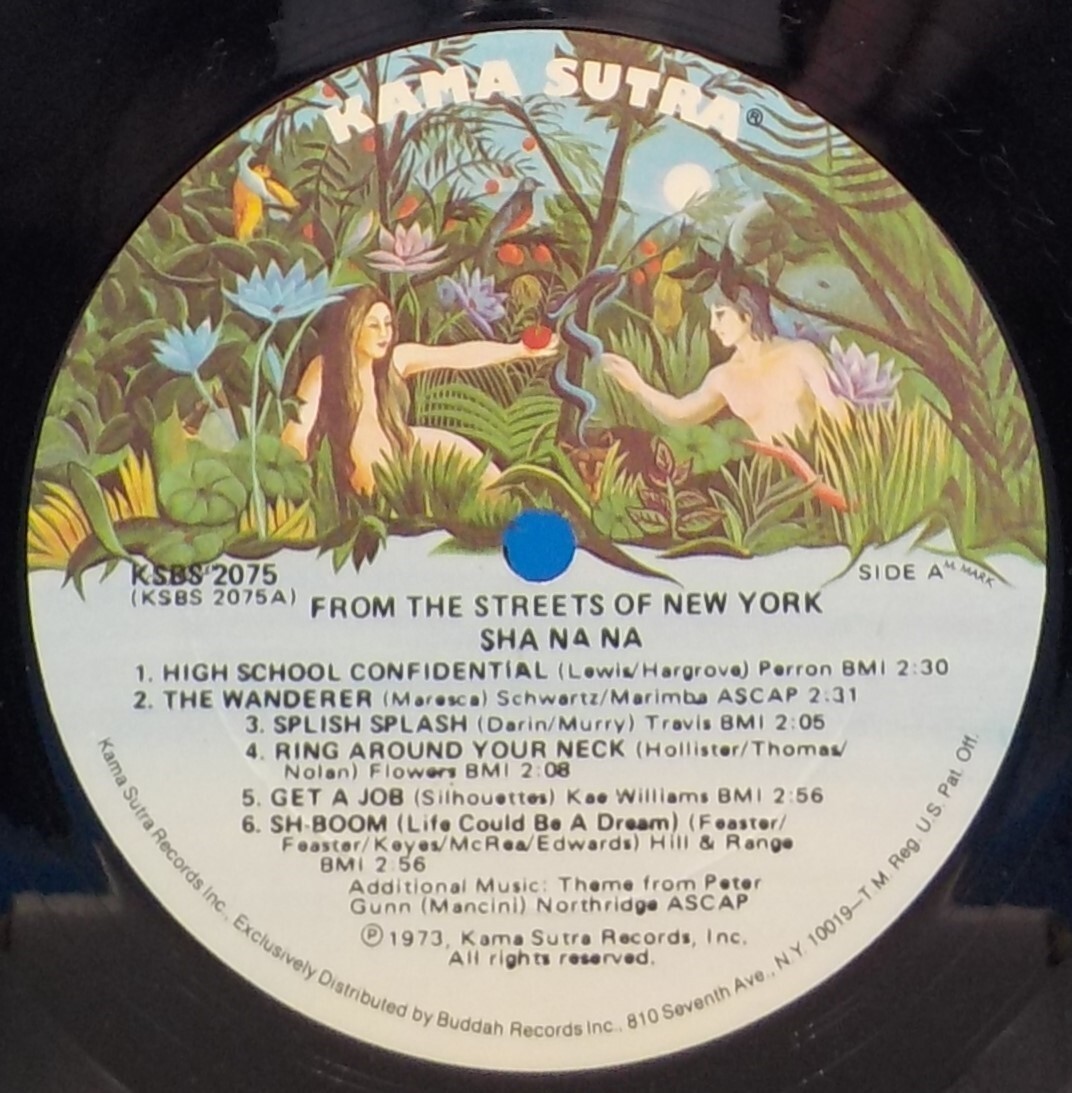 KAMA SUTRA®
KSBS 2075
(KSBS 2075A)
SIDE A
M. MARK
FROM THE STREETS OF NEW YORK
SHA NA NA
1. HIGH SCHOOL CONFIDENTIAL (Lewis/Hargrove) Perron BMI 2:30
2. THE WANDERER (Maresca) Schwartz/Marimba ASCAP 2:31
3. SPLISH SPLASH (Darin/Murry) Travis BMI 2:05
4. RING AROUND YOUR NECK (Hollister/Thomas/
Nolan) Flowers BMI 2:08
5. GET A JOB (Silhouettes) Kae Williams BMI 2:56
6. SH-BOOM (Life Could Be A Dream) (Feaster/
Feaster/Keyes/McRea/Edwards) Hill & Range
BMI 2:56
Additional Music: Theme from Peter
Gunn (Mancini) Northridge ASCAP
℗ 1973, Kama Sutra Records, Inc.
All rights reserved.
Kama Sutra Records Inc., Exclusively Distributed by Buddah Records Inc., 810 Seventh Ave., N.Y. 10019—T.M. Reg. U.S. Pat. Off.